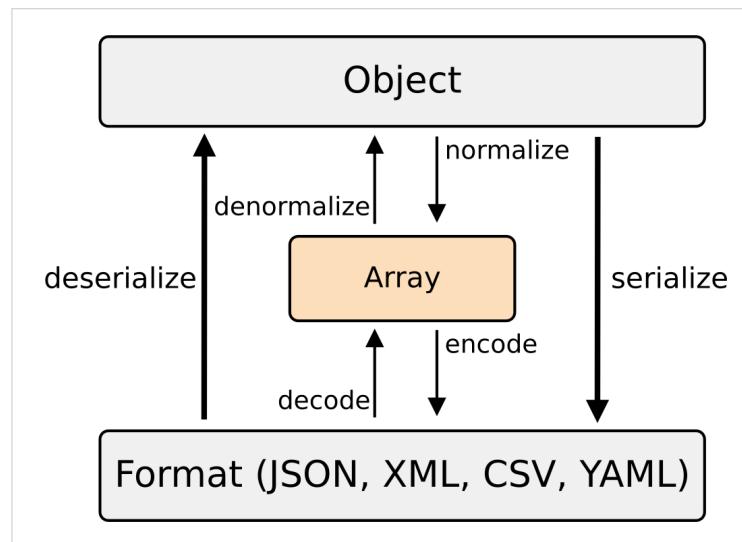 Object
normalize
denormalize
deserialize
Array
serialize
encode
decode
Format (JSON, XML, CSV, YAML)